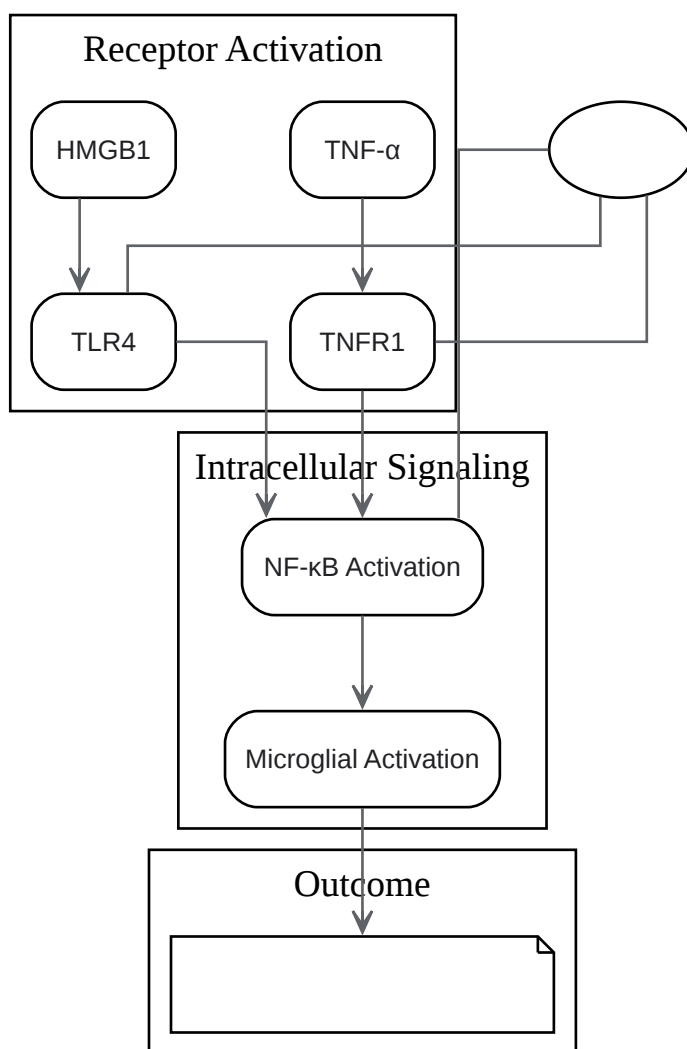 Receptor Activation
HMGB1
TNF-α
TLR4
TNFR1
Intracellular Signaling
NF-κB Activation
Microglial Activation
Outcome